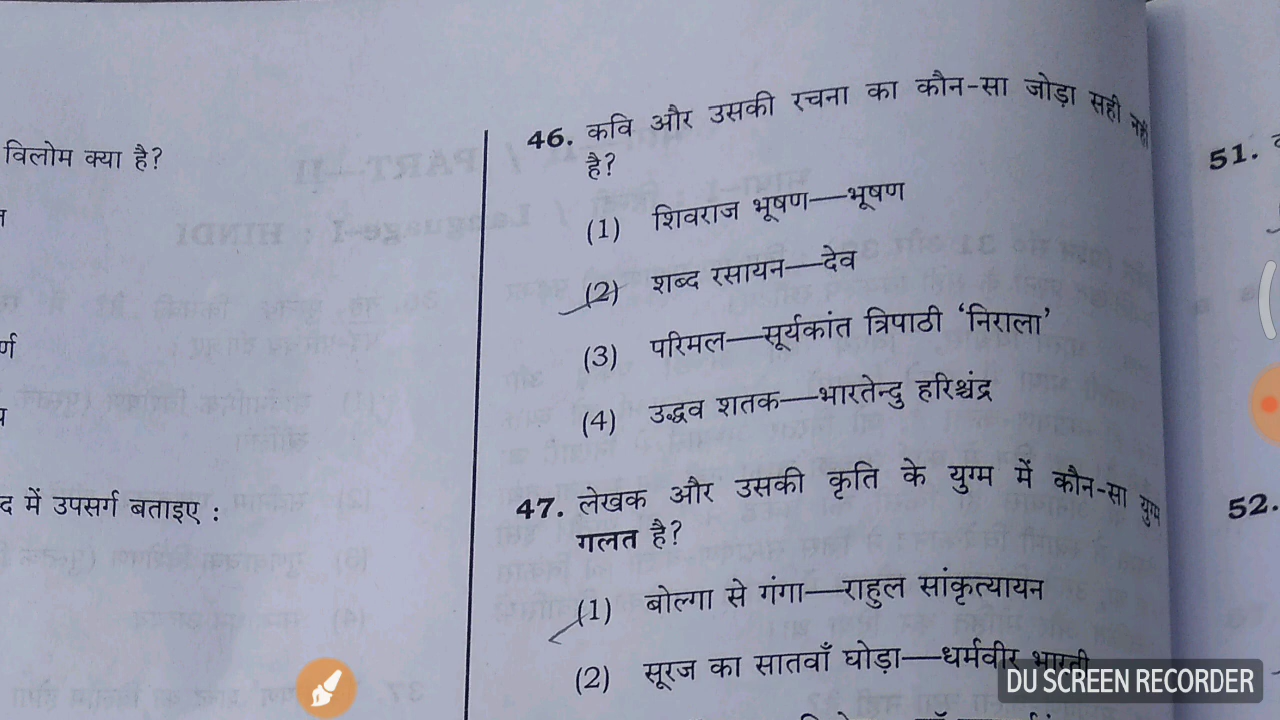 विलोम क्या है?
र्ण
द में उपसर्ग बताइए :
46. कवि और उसकी रचना का कौन-सा जोड़ा सही नहीं
है?
(1) शिवराज भूषण—भूषण
(2) शब्द रसायन—देव
(3) परिमल—सूर्यकांत त्रिपाठी ‘निराला’
(4) उद्धव शतक—भारतेन्दु हरिश्चंद्र
47. लेखक और उसकी कृति के युग्म में कौन-सा युग्म
गलत है?
(1) बोल्गा से गंगा—राहुल सांकृत्यायन
(2) सूरज का सातवाँ घोड़ा—धर्मवीर भारती
51.
52.
DU SCREEN RECORDER